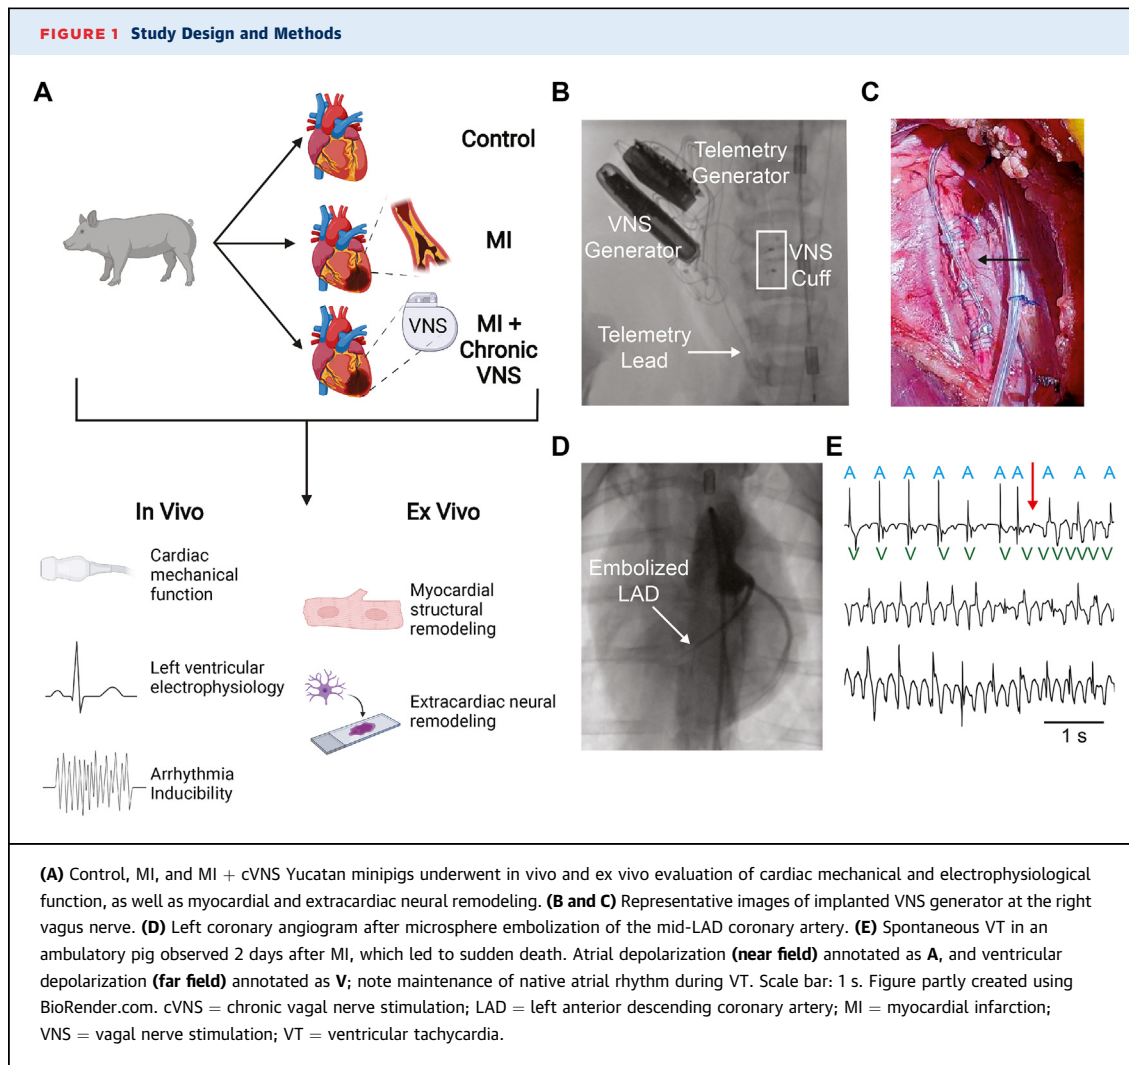 FIGURE 1 Study Design and Methods
A
Control
MI
VNS
MI +
Chronic
VNS
In Vivo
Cardiac
mechanical
function
Left ventricular
electrophysiology
Arrhythmia
Inducibility
Ex Vivo
Myocardial
structural
remodeling
Extracardiac neural
remodeling
B
Telemetry
Generator
VNS
Generator
VNS
Cuff
Telemetry
Lead
C
D
Embolized
LAD
E
A A A A A A A A A A
V V V V V V V V V V V V
1 s
(A) Control, MI, and MI + cVNS Yucatan minipigs underwent in vivo and ex vivo evaluation of cardiac mechanical and electrophysiological
function, as well as myocardial and extracardiac neural remodeling. (B and C) Representative images of implanted VNS generator at the right
vagus nerve. (D) Left coronary angiogram after microsphere embolization of the mid-LAD coronary artery. (E) Spontaneous VT in an
ambulatory pig observed 2 days after MI, which led to sudden death. Atrial depolarization (near field) annotated as A, and ventricular
depolarization (far field) annotated as V; note maintenance of native atrial rhythm during VT. Scale bar: 1 s. Figure partly created using
BioRender.com. cVNS = chronic vagal nerve stimulation; LAD = left anterior descending coronary artery; MI = myocardial infarction;
VNS = vagal nerve stimulation; VT = ventricular tachycardia.